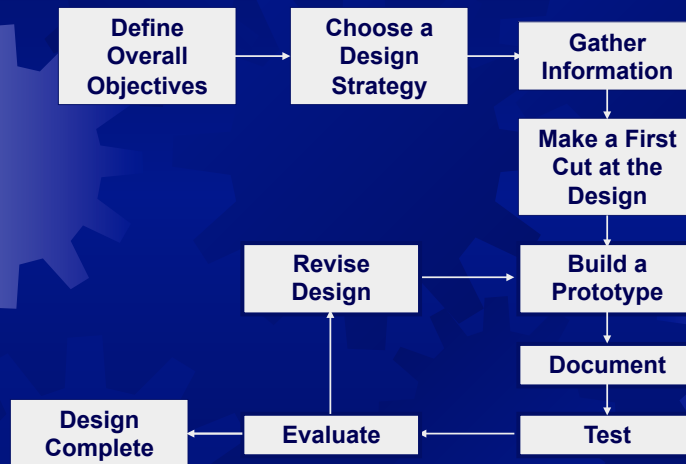 Define
Overall
Objectives
Choose a
Design
Strategy
Gather
Information
Make a First
Cut at the
Design
Revise
Design
Build a
Prototype
Document
Design
Complete
Evaluate
Test